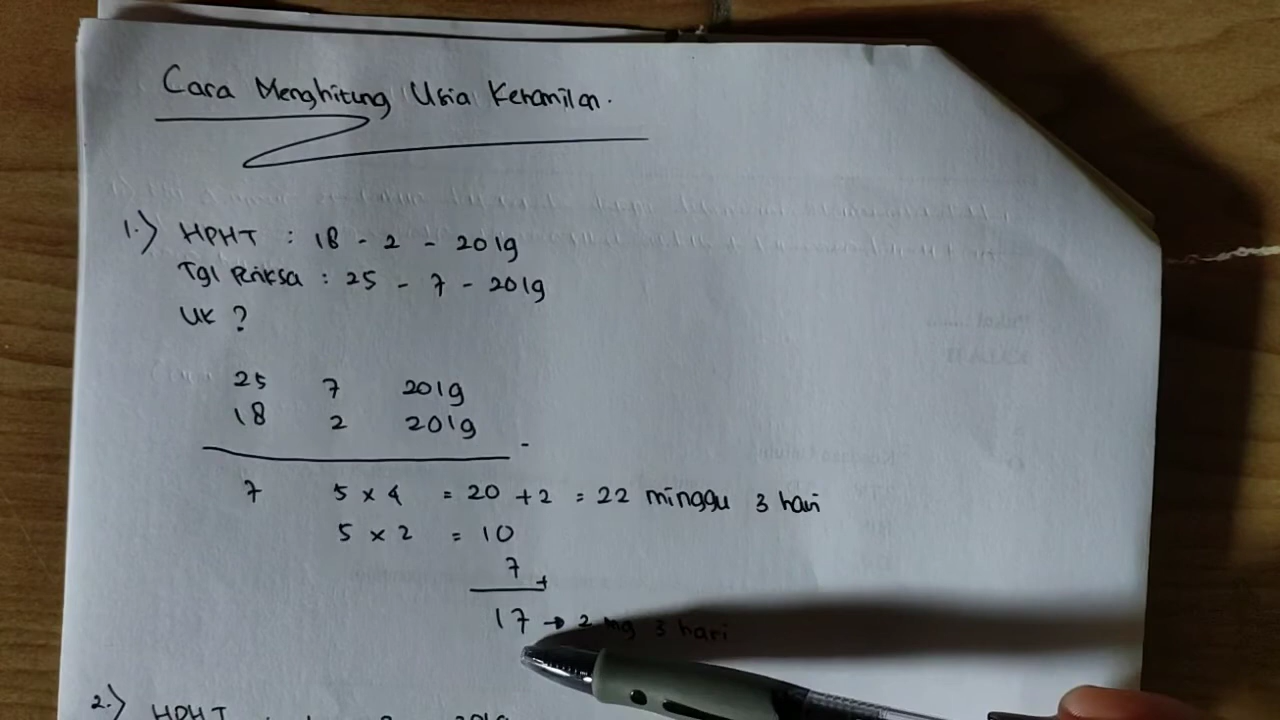 Cara Menghitung Usia Kehamilan.
1.) HPHT : 18 - 2 - 2019
Tgl Periksa : 25 - 7 - 2019
UK ?
25 7 2019
18 2 2019 -
7 5 x 4 = 20 + 2 = 22 minggu 3 hari
5 x 2 = 10
7 +
17 → 2 mg 3 hari
2.) HPHT